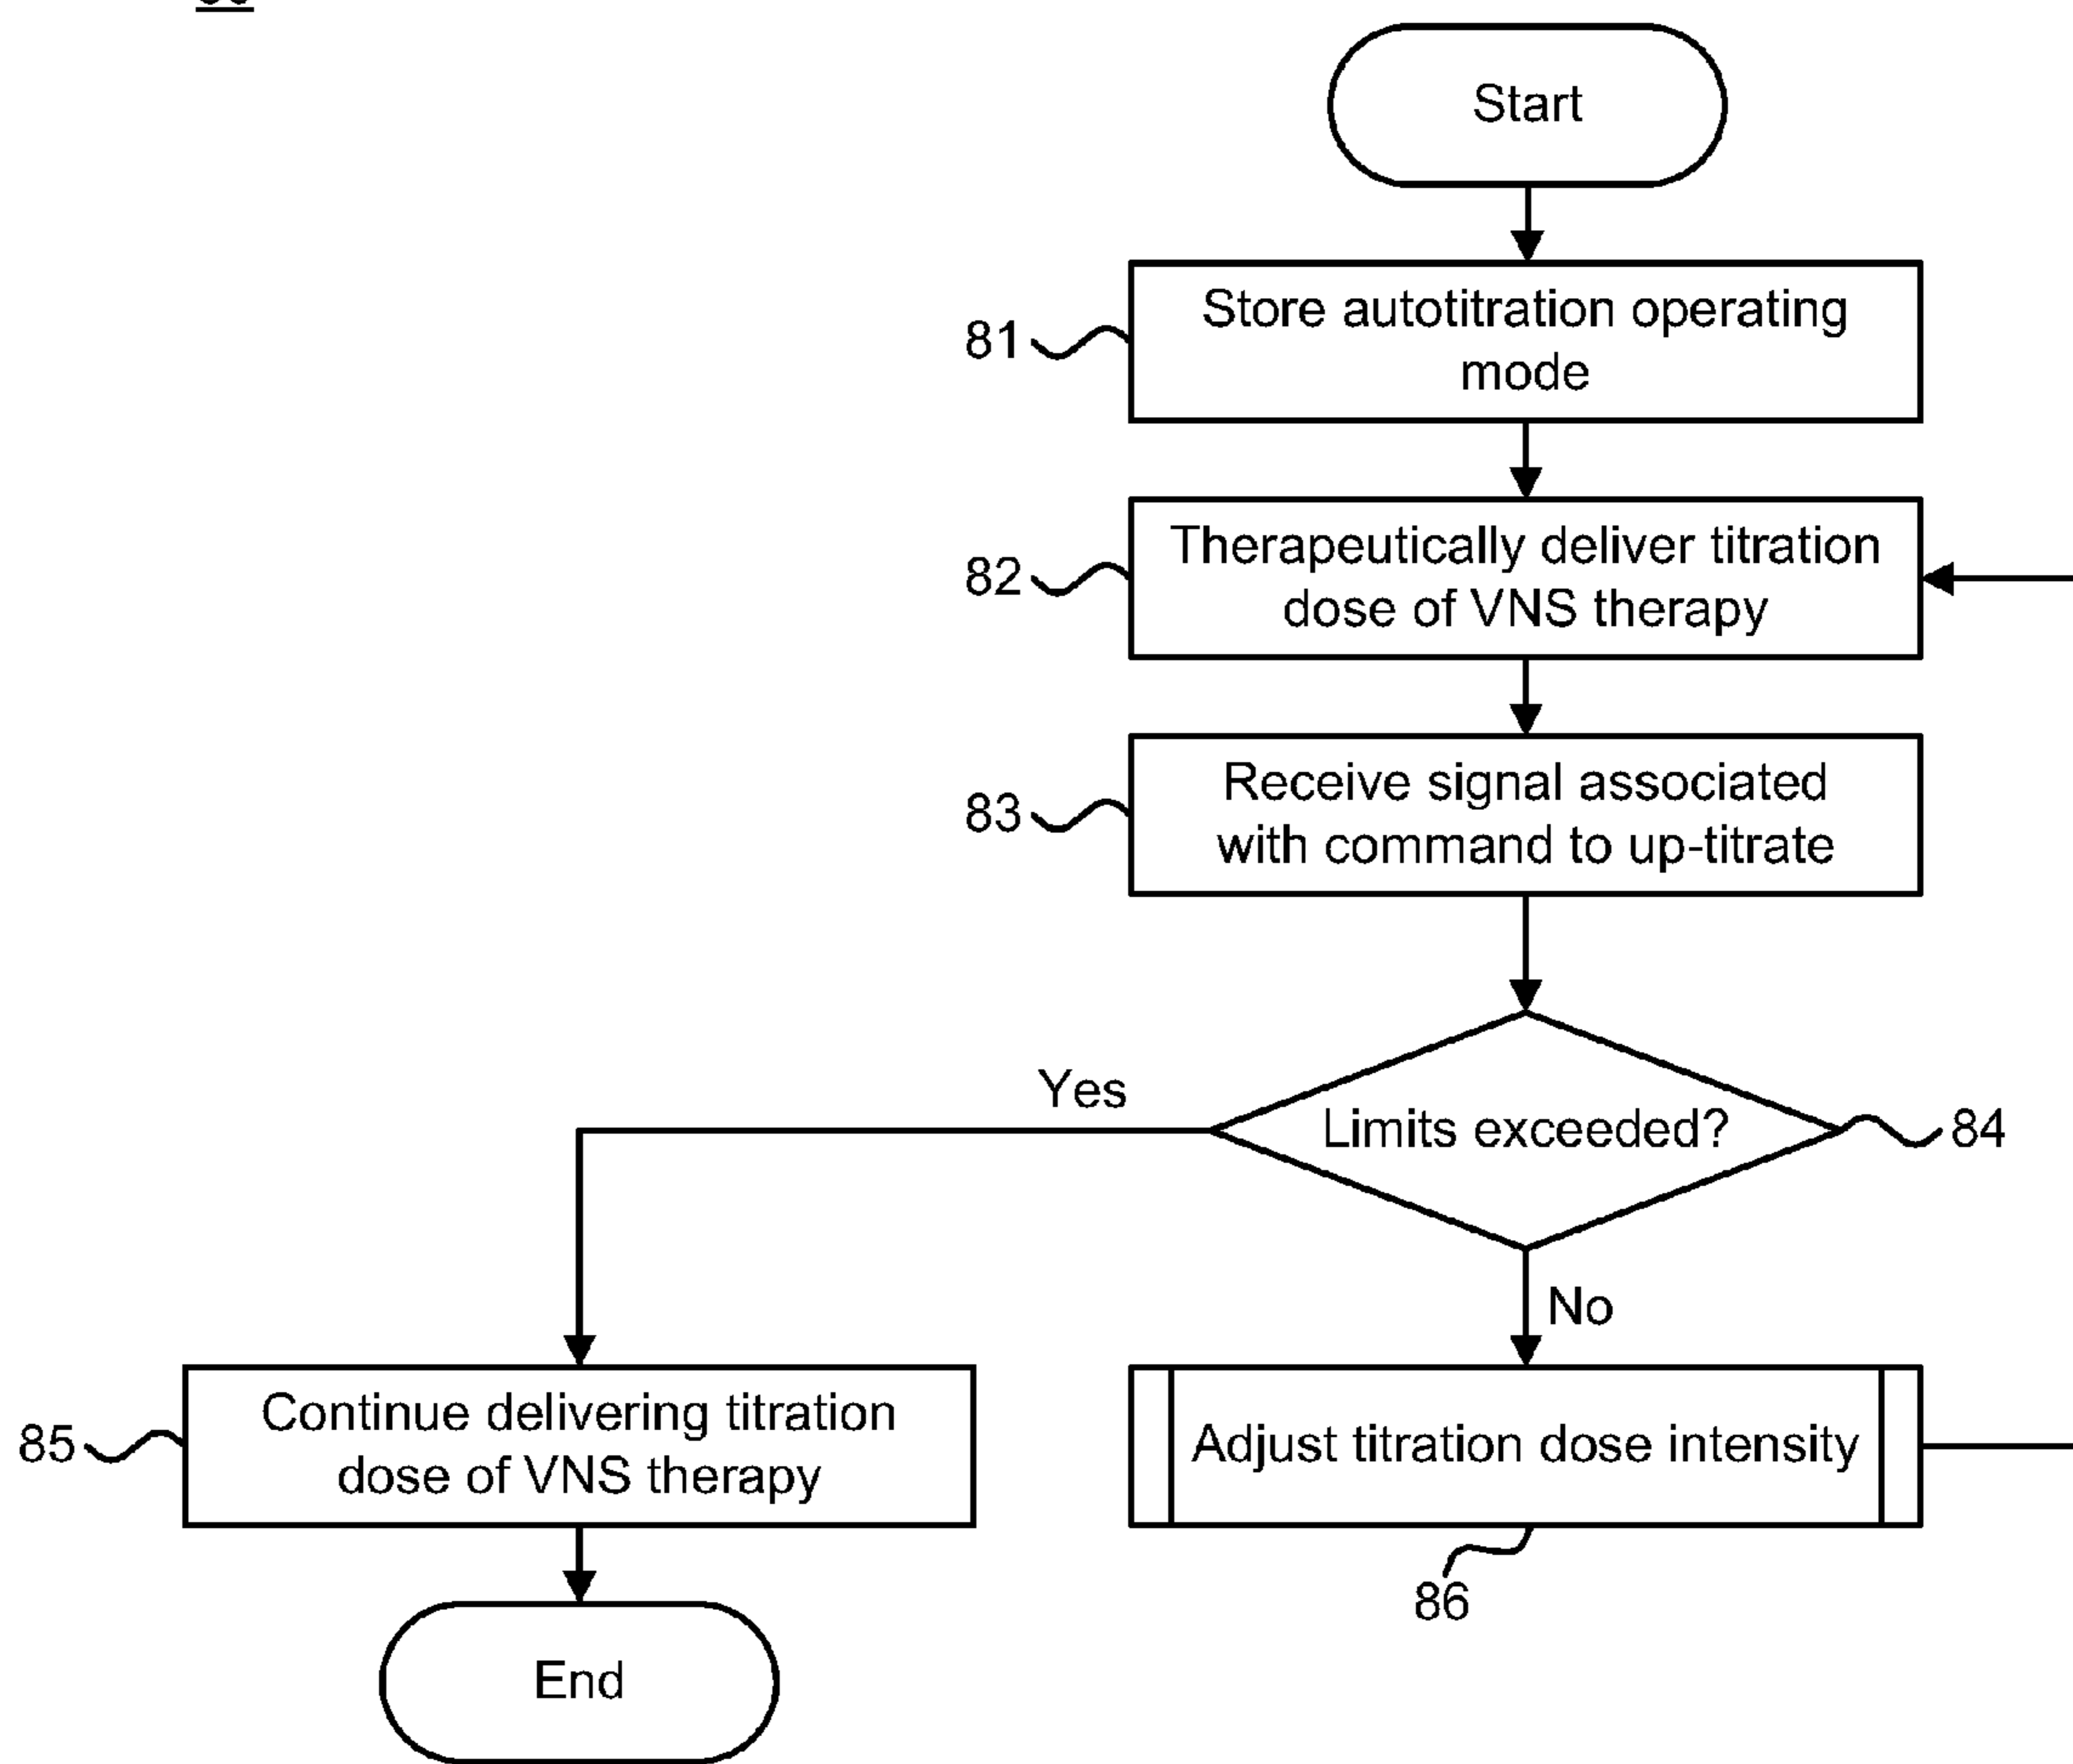 Start
81
Store autotitration operating
mode
82
Therapeutically deliver titration
dose of VNS therapy
83
Receive signal associated
with command to up-titrate
Yes
Limits exceeded?
84
No
85
Continue delivering titration
dose of VNS therapy
Adjust titration dose intensity
86
End